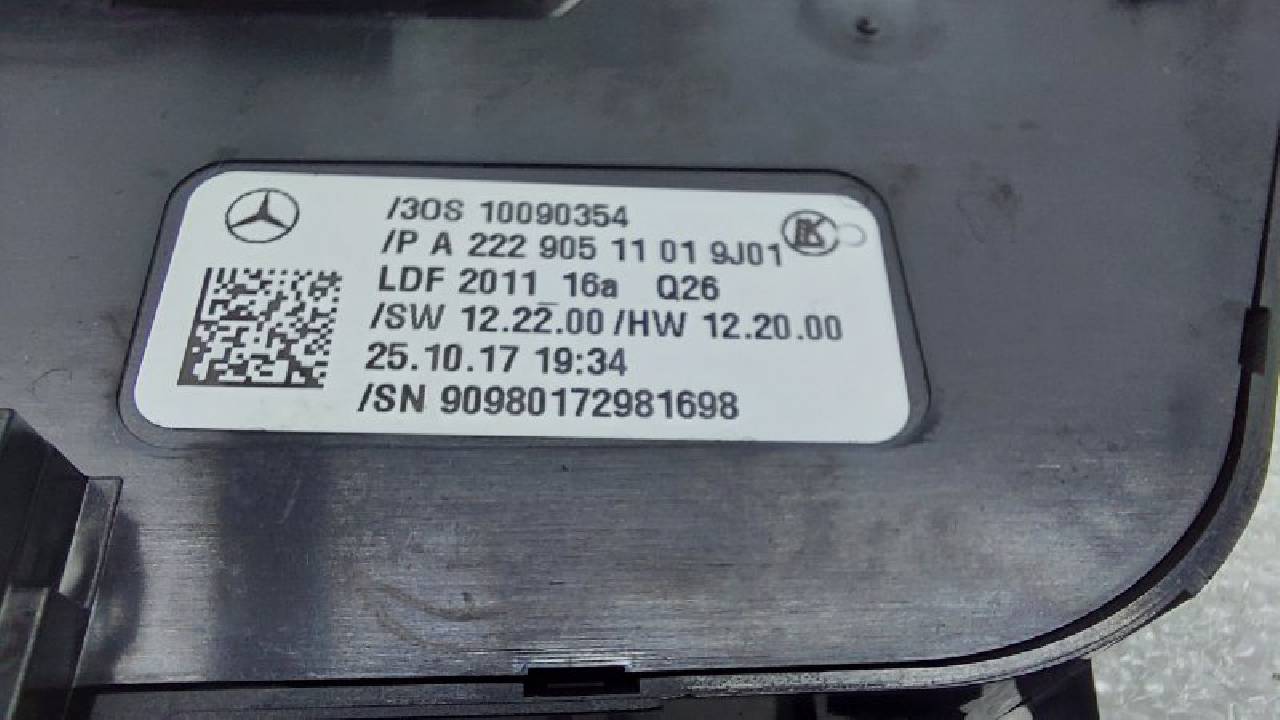 /3OS 10090354
/P A 222 905 11 01 9J01
LDF 2011_16a Q26
/SW 12.22.00 /HW 12.20.00
25.10.17 19:34
/SN 90980172981698